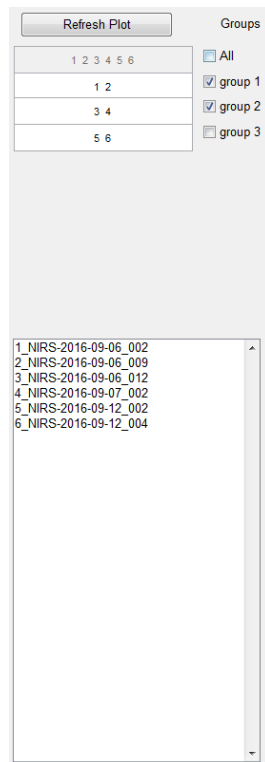 Refresh Plot Groups
1 2 3 4 5 6 All
1 2 group 1
3 4 group 2
5 6 group 3
1_NIRS-2016-09-06_002
2_NIRS-2016-09-06_009
3_NIRS-2016-09-06_012
4_NIRS-2016-09-07_002
5_NIRS-2016-09-12_002
6_NIRS-2016-09-12_004